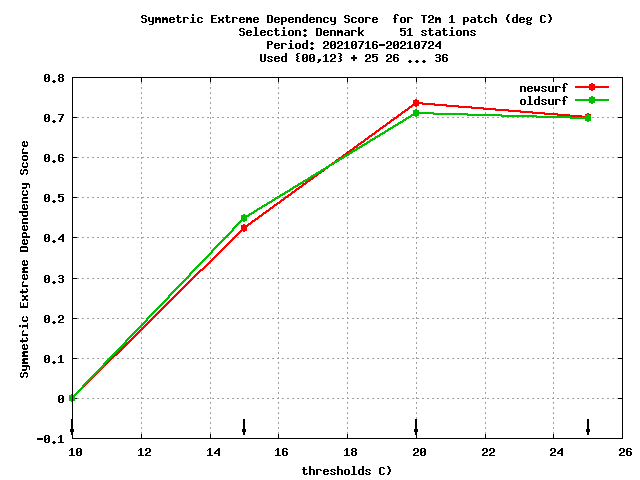 Symmetric Extreme Dependency Score  for T2m 1 patch (deg C)
Selection: Denmark     51 stations
Period: 20210716-20210724
Used {00,12} + 25 26 ... 36
newsurf
oldsurf
Symmetric Extreme Dependency Score
0.8
0.7
0.6
0.5
0.4
0.3
0.2
0.1
0
-0.1
10 12 14 16 18 20 22 24 26
thresholds C)